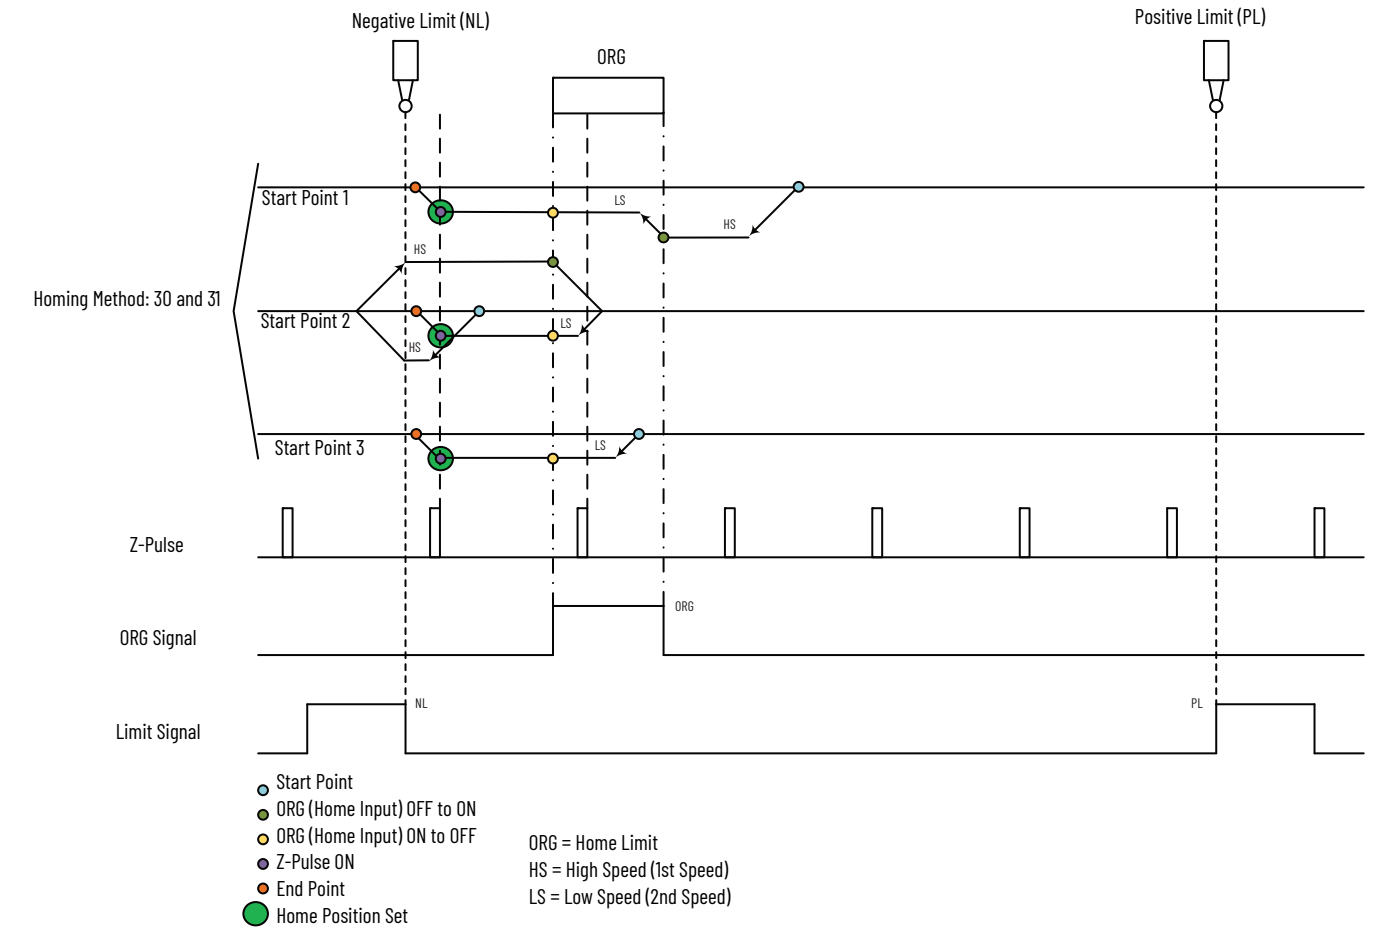 Negative Limit (NL)
Positive Limit (PL)
ORG
Start Point 1
LS
HS
HS
Homing Method: 30 and 31
Start Point 2
LS
HS
Start Point 3
LS
Z-Pulse
ORG
ORG Signal
NL
PL
Limit Signal
Start Point
ORG (Home Input) OFF to ON
ORG (Home Input) ON to OFF
Z-Pulse ON
End Point
Home Position Set
ORG = Home Limit
HS = High Speed (1st Speed)
LS = Low Speed (2nd Speed)